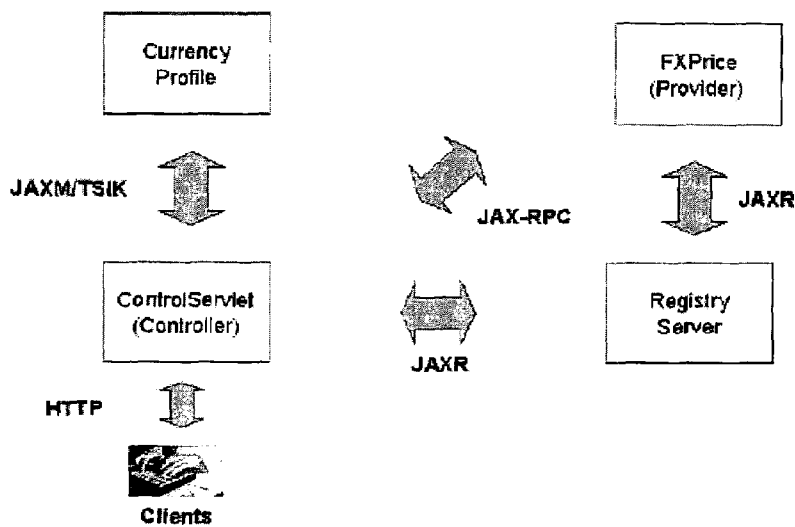 Currency
Profile
FXPrice
(Provider)
JAXM/TSIK
JAX-RPC
JAXR
ControlServlet
(Controller)
Registry
Server
JAXR
HTTP
Clients